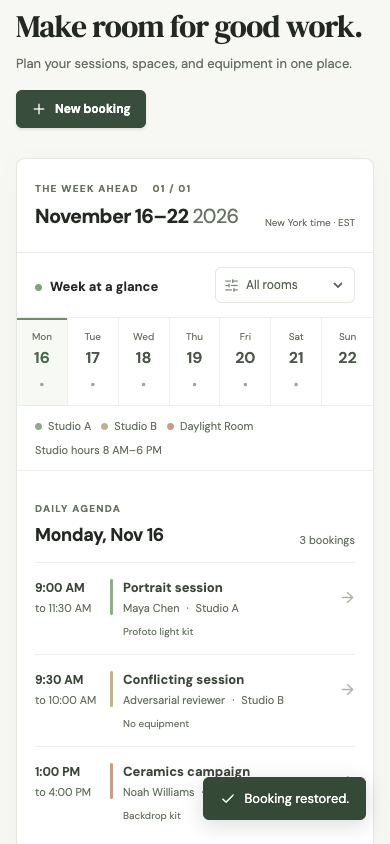 Make room for good work.
Plan your sessions, spaces, and equipment in one place.
New booking
THE WEEK AHEAD 01 / 01
November 16–22 2026
New York time · EST
Week at a glance
All rooms
Mon Tue Wed Thu Fri Sat Sun
16 17 18 19 20 21 22
Studio A Studio B Daylight Room
Studio hours 8 AM–6 PM
DAILY AGENDA
Monday, Nov 16
3 bookings
9:00 AM Portrait session
to 11:30 AM Maya Chen · Studio A
Profoto light kit
9:30 AM Conflicting session
to 10:00 AM Adversarial reviewer · Studio B
No equipment
1:00 PM Ceramics campaign
to 4:00 PM Noah Williams
Backdrop kit
Booking restored.